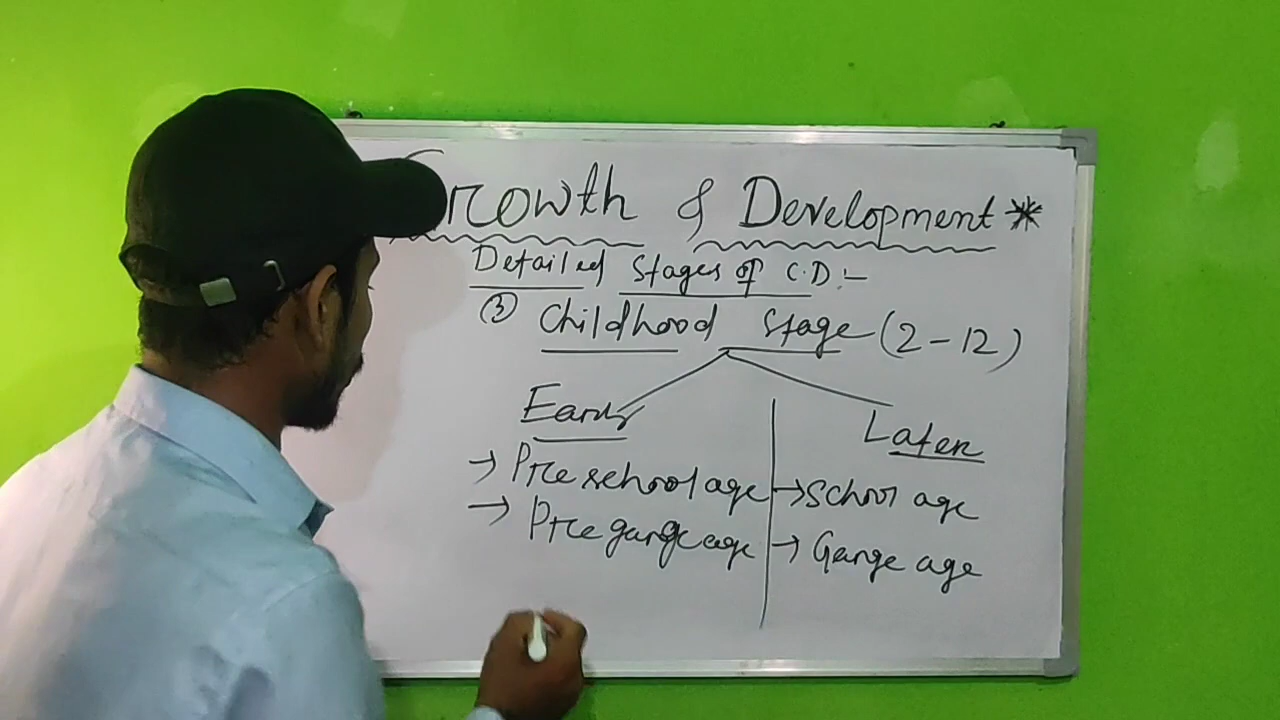 Growth & Development *
Detailed Stages of C.D :-
③ Childhood Stage (2-12)
Early
Later
→ Pre school age
→ School age
→ Pre gange age
→ Gange age